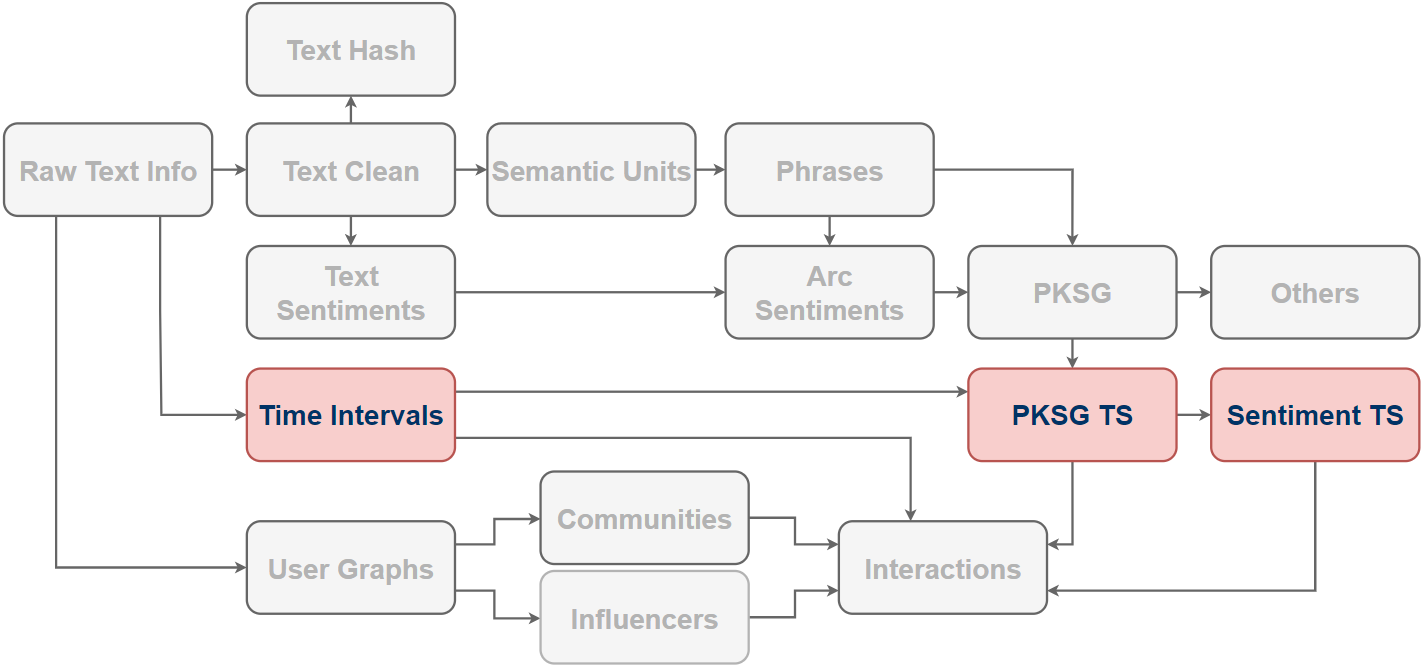 Text Hash
Raw Text Info
Text Clean
Semantic Units
Phrases
Text
Sentiments
Arc
Sentiments
PKSG
Others
Time Intervals
PKSG TS
Sentiment TS
Communities
User Graphs
Interactions
Influencers